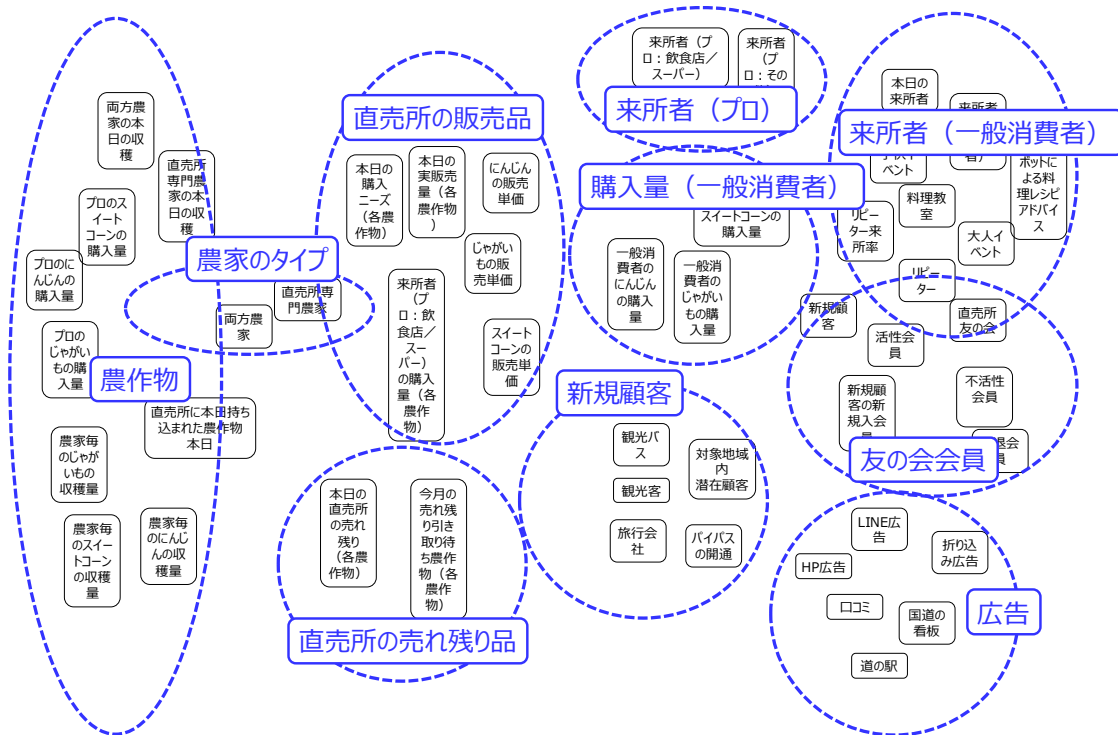 両方農
家の本
日の収
穫
直売所
専門農
家の本
日の収
穫
プロのス
イート
コーンの
購入量
プロのに
んじんの
購入量
プロの
じゃがい
もの購
入量
農作物
直売所に本日持ち
込まれた農作物
本日
農家毎
のじゃが
いもの
収穫量
農家毎
のスイー
トコーン
の収穫
量
農家毎
のにんじ
んの収
穫量
農家のタイプ
直売所専
門農家
両方農
家
直売所の販売品
本日の
購入
ニーズ
(各農
作物)
本日の
実販売
量(各
農作物
)
にんじん
の販売
単価
じゃがい
もの販
売単価
来所者
(プ
ロ:飲
食店/
スー
パー)
の購入
量(各
農作
物)
スイート
コーンの
販売単
価
本日の
直売所
の売れ
残り
(各農
作物)
今月の
売れ残
り引き
取り待
ち農作
物(各
農作
物)
直売所の売れ残り品
来所者(プ
ロ:飲食店/
スーパー)
来所者
(プ
ロ:その
来所者(プロ)
購入量(一般消費者)
スイートコーンの
購入量
一般消
費者の
にんじん
の購入
量
一般消
費者の
じゃがい
もの購
入量
新規顧客
観光バ
ス
対象地域
内
潜在顧客
観光客
旅行会
社
バイパス
の開通
本日の
来所者
来所者(一般消費者)
ベント
ボットに
よる料
理レシピ
アドバイ
ス
料理教
室
リピー
ター来
所率
大人イ
ベント
リピー
ター
新規顧
客
直売所
友の会
活性会
員
新規顧
客の新
規入会
不活性
会員
友の会会員
LINE広
告
折り込
み広告
HP広告
口コミ
国道の
看板
広告
道の駅